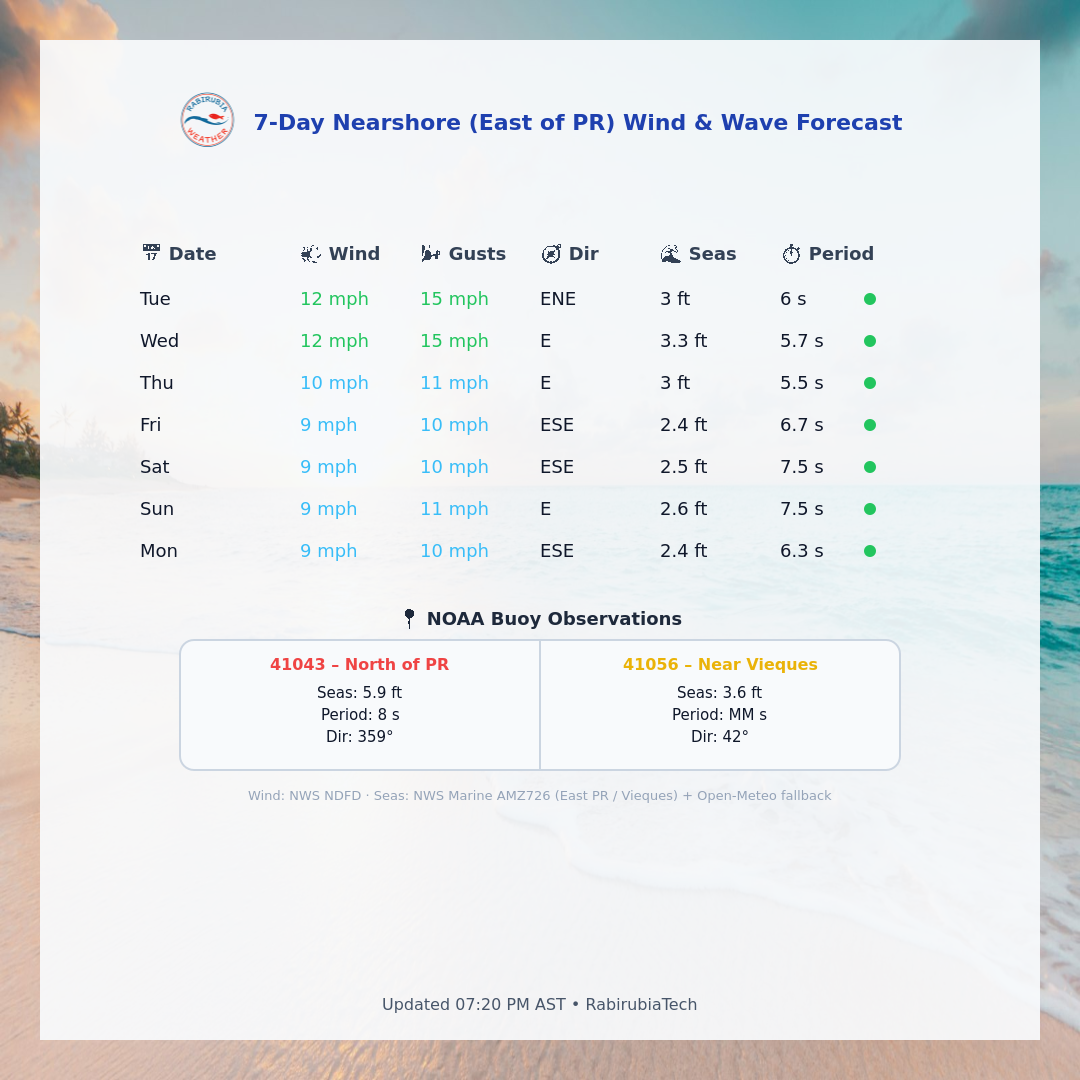 RABIRUBIA
WEATHER
7-Day Nearshore (East of PR) Wind & Wave Forecast
Date Wind Gusts Dir Seas Period
Tue 12 mph 15 mph ENE 3 ft 6 s
Wed 12 mph 15 mph E 3.3 ft 5.7 s
Thu 10 mph 11 mph E 3 ft 5.5 s
Fri 9 mph 10 mph ESE 2.4 ft 6.7 s
Sat 9 mph 10 mph ESE 2.5 ft 7.5 s
Sun 9 mph 11 mph E 2.6 ft 7.5 s
Mon 9 mph 10 mph ESE 2.4 ft 6.3 s
NOAA Buoy Observations
41043 – North of PR 41056 – Near Vieques
Seas: 5.9 ft Seas: 3.6 ft
Period: 8 s Period: MM s
Dir: 359° Dir: 42°
Wind: NWS NDFD · Seas: NWS Marine AMZ726 (East PR / Vieques) + Open-Meteo fallback
Updated 07:20 PM AST • RabirubiaTech